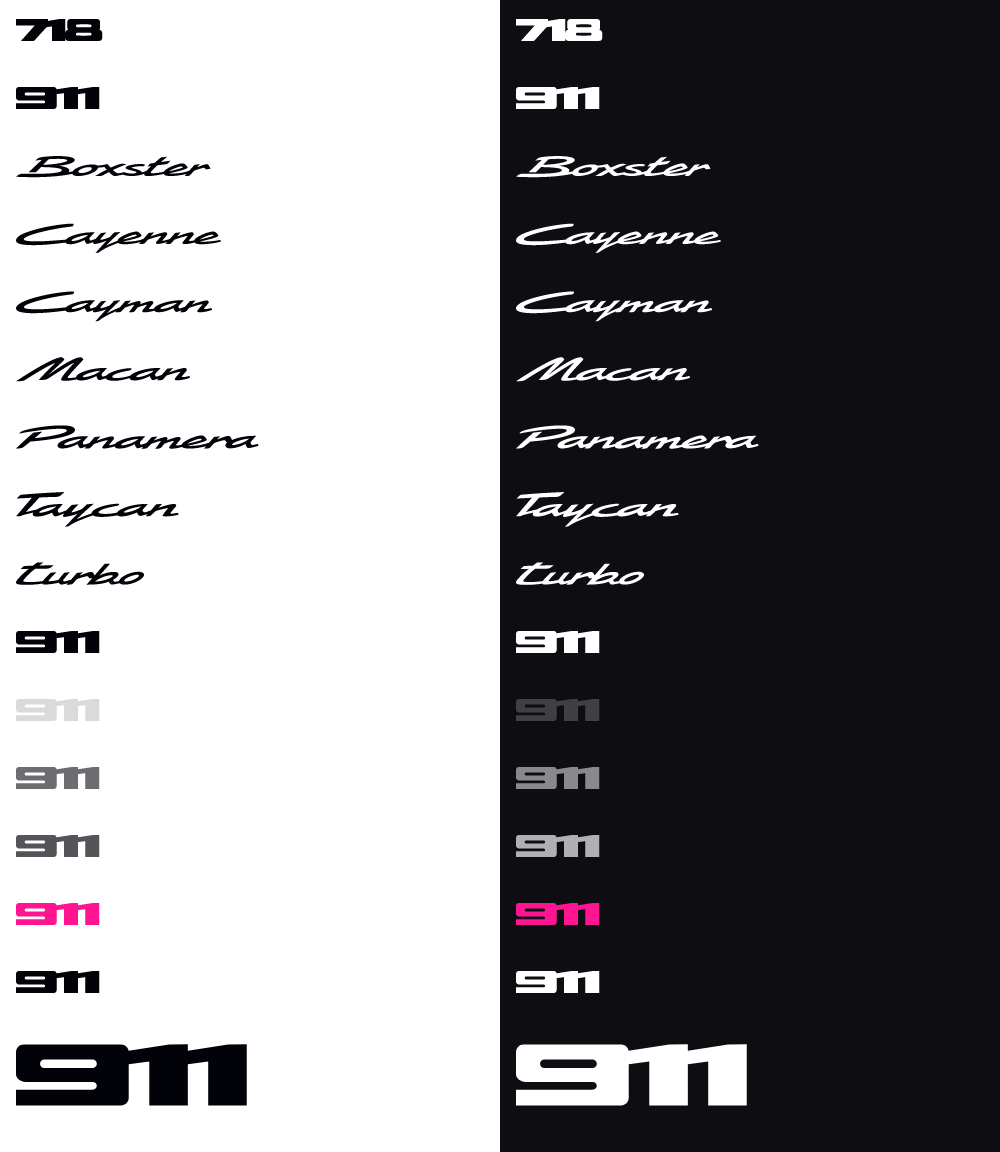 718 718
911 911
Boxster Boxster
Cayenne Cayenne
Cayman Cayman
Macan Macan
Panamera Panamera
Taycan Taycan
turbo turbo
911 911
911 911
911 911
911 911
911 911
911 911
911 911